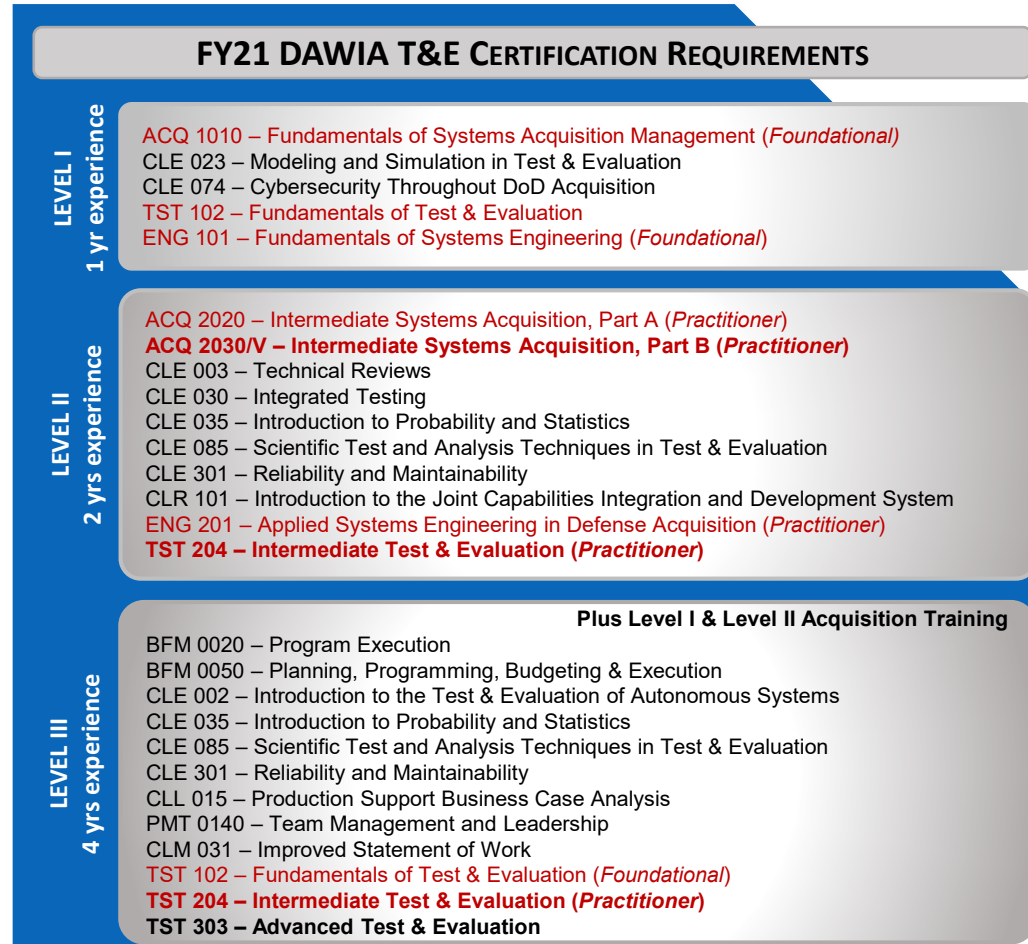 FY21 DAWIA T&E CERTIFICATION REQUIREMENTS
LEVEL I
1 yr experience
ACQ 1010 – Fundamentals of Systems Acquisition Management (Foundational)
CLE 023 – Modeling and Simulation in Test & Evaluation
CLE 074 – Cybersecurity Throughout DoD Acquisition
TST 102 – Fundamentals of Test & Evaluation
ENG 101 – Fundamentals of Systems Engineering (Foundational)
LEVEL II
2 yrs experience
ACQ 2020 – Intermediate Systems Acquisition, Part A (Practitioner)
ACQ 2030/V – Intermediate Systems Acquisition, Part B (Practitioner)
CLE 003 – Technical Reviews
CLE 030 – Integrated Testing
CLE 035 – Introduction to Probability and Statistics
CLE 085 – Scientific Test and Analysis Techniques in Test & Evaluation
CLE 301 – Reliability and Maintainability
CLR 101 – Introduction to the Joint Capabilities Integration and Development System
ENG 201 – Applied Systems Engineering in Defense Acquisition (Practitioner)
TST 204 – Intermediate Test & Evaluation (Practitioner)
LEVEL III
4 yrs experience
Plus Level I & Level II Acquisition Training
BFM 0020 – Program Execution
BFM 0050 – Planning, Programming, Budgeting & Execution
CLE 002 – Introduction to the Test & Evaluation of Autonomous Systems
CLE 035 – Introduction to Probability and Statistics
CLE 085 – Scientific Test and Analysis Techniques in Test & Evaluation
CLE 301 – Reliability and Maintainability
CLL 015 – Production Support Business Case Analysis
PMT 0140 – Team Management and Leadership
CLM 031 – Improved Statement of Work
TST 102 – Fundamentals of Test & Evaluation (Foundational)
TST 204 – Intermediate Test & Evaluation (Practitioner)
TST 303 – Advanced Test & Evaluation